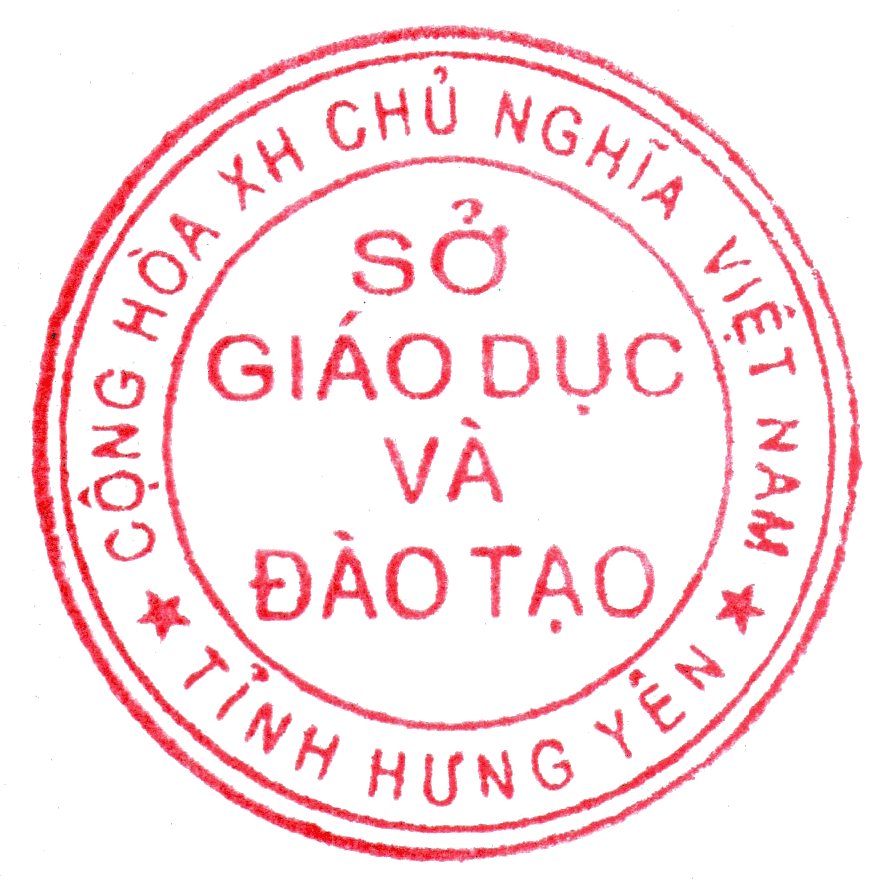 CỘNG HÒA XH CHỦ NGHĨA VIỆT NAM
SỞ
GIÁO DỤC
VÀ
ĐÀO TẠO
TỈNH HƯNG YÊN